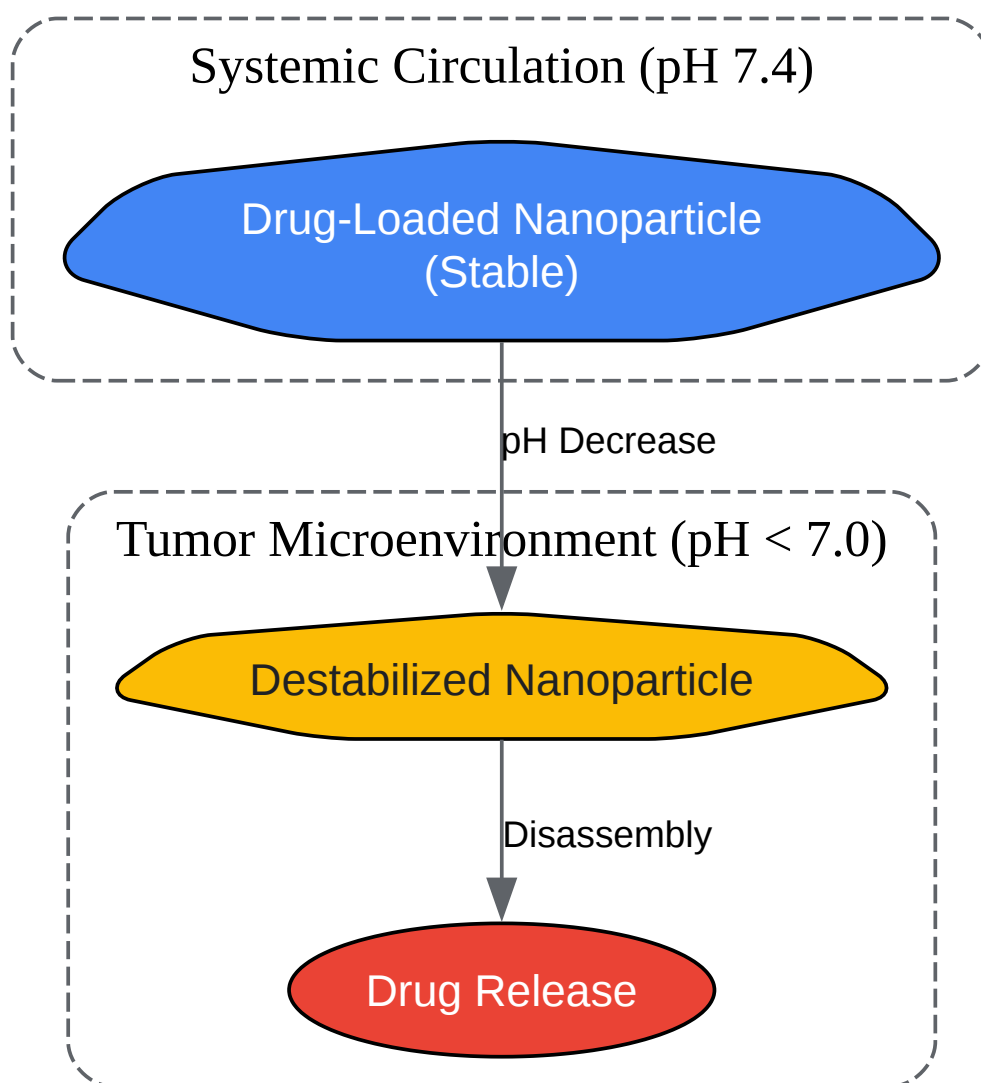 Systemic Circulation (pH 7.4)
Drug-Loaded Nanoparticle
(Stable)
pH Decrease
Tumor Microenvironment (pH < 7.0)
Destabilized Nanoparticle
Disassembly
Drug Release